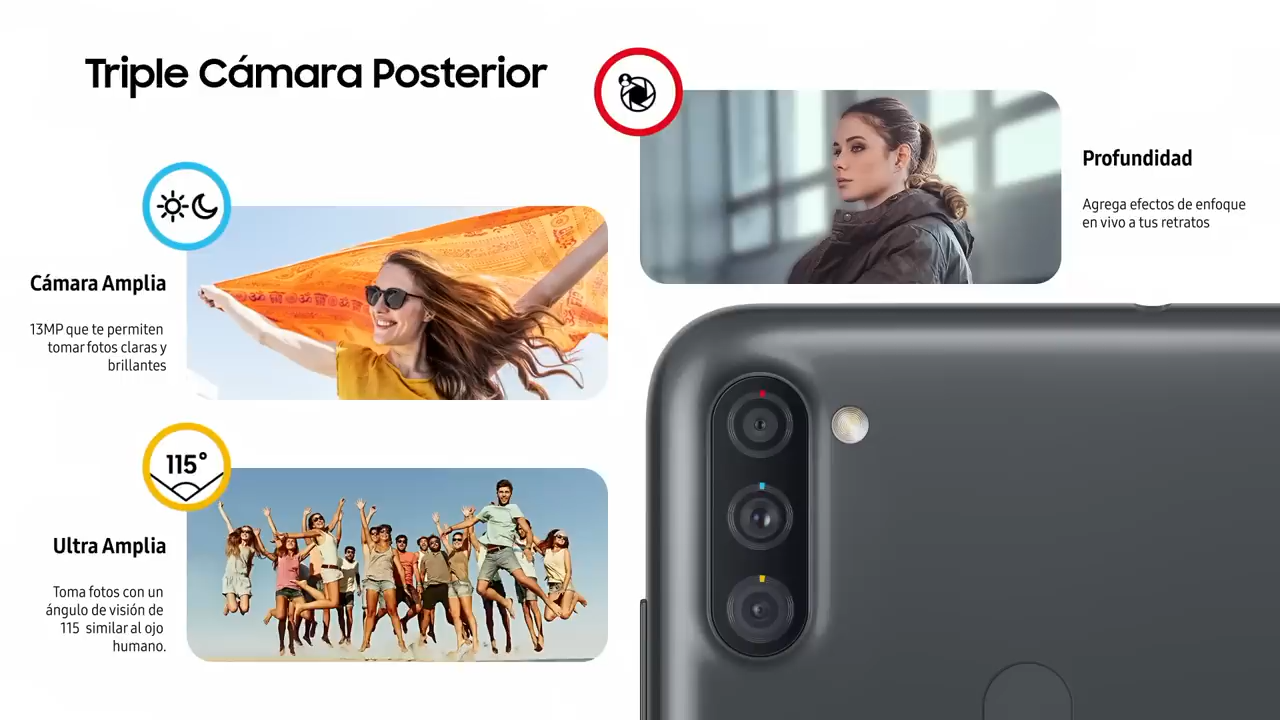 Triple Cámara Posterior
Profundidad
Agrega efectos de enfoque
en vivo a tus retratos
Cámara Amplia
13MP que te permiten
tomar fotos claras y
brillantes
115°
Ultra Amplia
Toma fotos con un
ángulo de visión de
115 similar al ojo
humano.